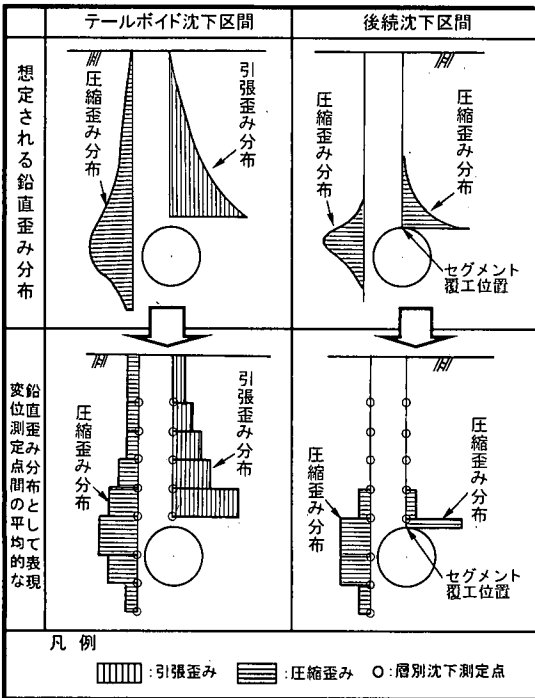 テールボイド沈下区間
後続沈下区間
想定される鉛直歪み分布
圧縮歪み分布
引張歪み分布
圧縮歪み分布
圧縮歪み分布
セグメント
覆工位置
鉛直歪み分布として表現
変位測定点間の平均的な
圧縮歪み分布
引張歪み分布
圧縮歪み分布
圧縮歪み分布
セグメント
覆工位置
凡例
:引張歪み :圧縮歪み :層別沈下測定点